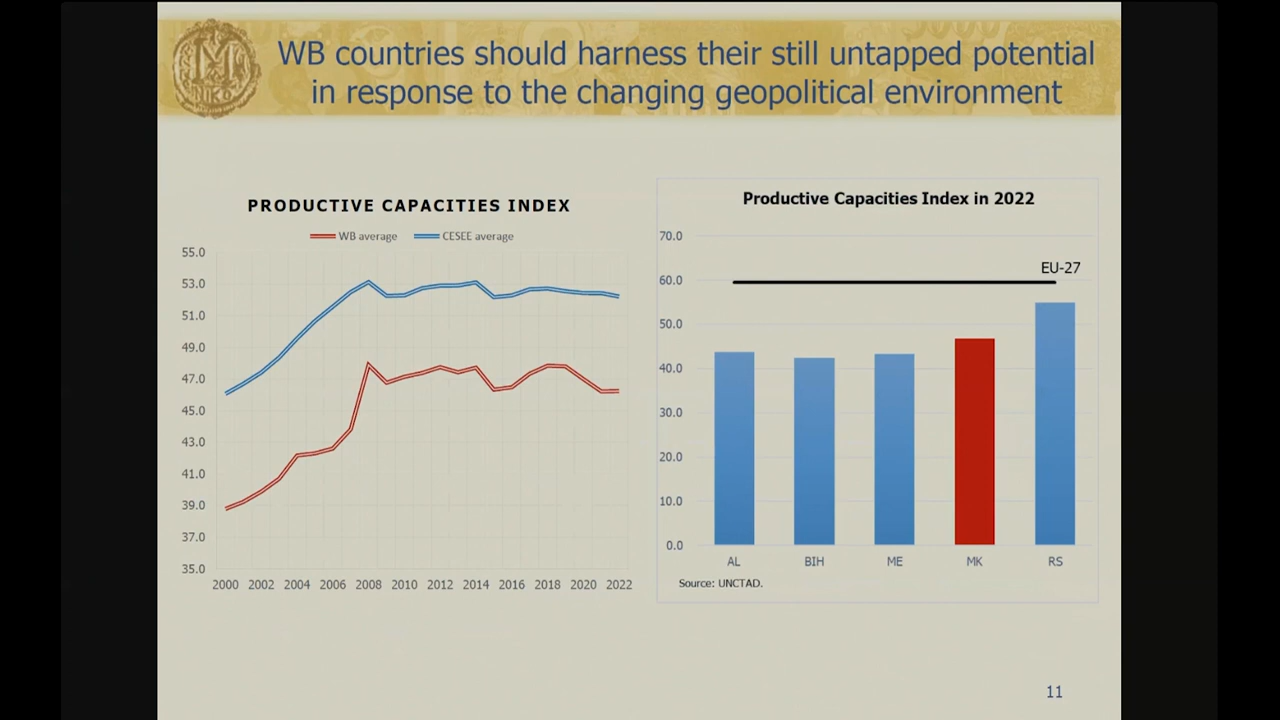 WB countries should harness their still untapped potential
in response to the changing geopolitical environment
PRODUCTIVE CAPACITIES INDEX
WB average
CESEE average
55.0
53.0
51.0
49.0
47.0
45.0
43.0
41.0
39.0
37.0
35.0
2000 2002 2004 2006 2008 2010 2012 2014 2016 2018 2020 2022
Productive Capacities Index in 2022
70.0
60.0
50.0
40.0
30.0
20.0
10.0
0.0
EU-27
AL BIH ME MK RS
Source: UNCTAD.
11